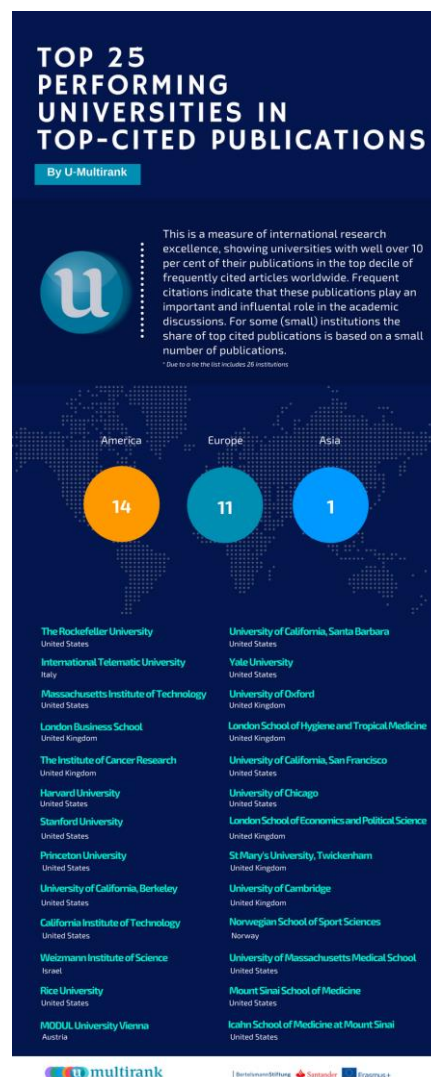 TOP 25
PERFORMING
UNIVERSITIES IN
TOP-CITED PUBLICATIONS
By U-Multirank
u
This is a measure of international research
excellence, showing universities with well over 10
per cent of their publications in the top decile of
frequently cited articles worldwide. Frequent
citations indicate that these publications play an
important and influental role in the academic
discussions. For some (small) institutions the
share of top cited publications is based on a small
number of publications.
* Due to a tie the list includes 26 institutions
America
Europe
Asia
14
11
1
The Rockefeller University
United States
International Telematic University
Italy
Massachusetts Institute of Technology
United States
London Business School
United Kingdom
The Institute of Cancer Research
United Kingdom
Harvard University
United States
Stanford University
United States
Princeton University
United States
University of California, Berkeley
United States
California Institute of Technology
United States
Weizmann Institute of Science
Israel
Rice University
United States
MODUL University Vienna
Austria
University of California, Santa Barbara
United States
Yale University
United States
University of Oxford
United Kingdom
London School of Hygiene and Tropical Medicine
United Kingdom
University of California, San Francisco
United States
University of Chicago
United States
London School of Economics and Political Science
United Kingdom
St Mary's University, Twickenham
United Kingdom
University of Cambridge
United Kingdom
Norwegian School of Sport Sciences
Norway
University of Massachusetts Medical School
United States
Mount Sinai School of Medicine
United States
Icahn School of Medicine at Mount Sinai
United States
u multirank
BertelsmannStiftung
Santander
Erasmus+